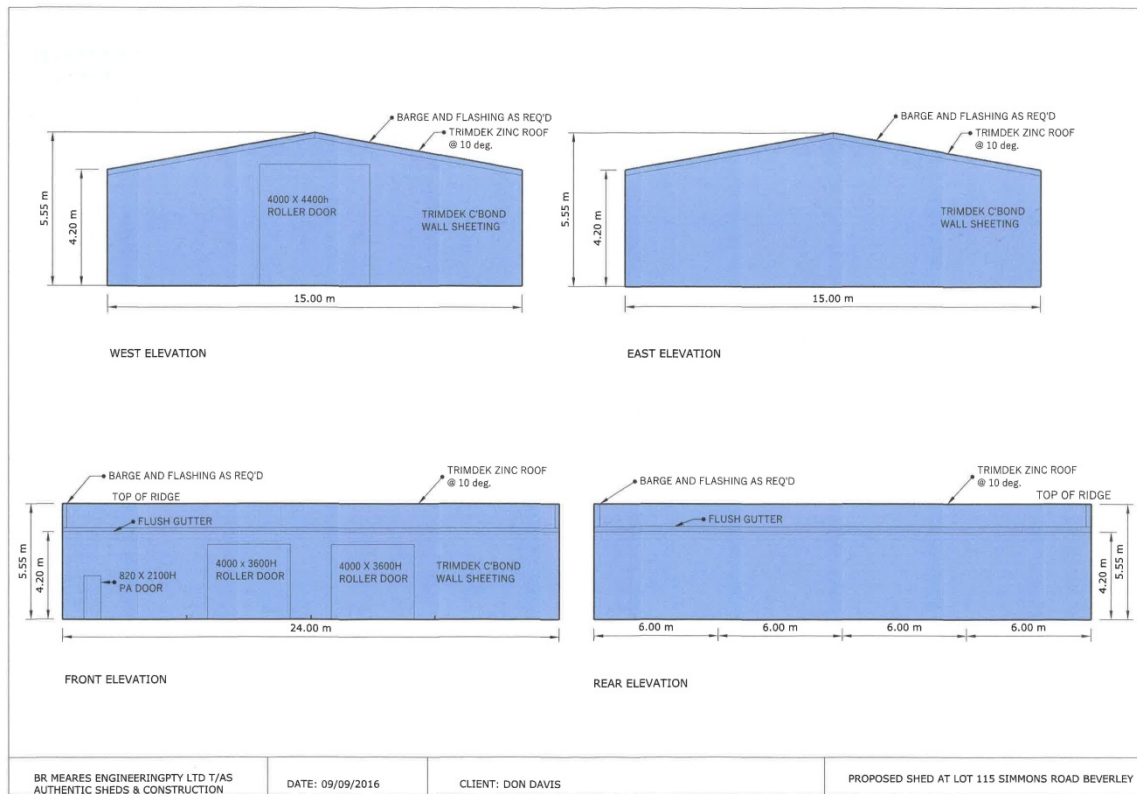 BARGE AND FLASHING AS REQ'D
TRIMDEK ZINC ROOF
@ 10 deg.
5.55 m
4.20 m
4000 X 4400h
ROLLER DOOR
TRIMDEK C'BOND
WALL SHEETING
15.00 m
WEST ELEVATION
BARGE AND FLASHING AS REQ'D
TRIMDEK ZINC ROOF
@ 10 deg.
5.55 m
4.20 m
TRIMDEK C'BOND
WALL SHEETING
15.00 m
EAST ELEVATION
BARGE AND FLASHING AS REQ'D
TRIMDEK ZINC ROOF
@ 10 deg.
TOP OF RIDGE
FLUSH GUTTER
5.55 m
4.20 m
820 X 2100H
PA DOOR
4000 x 3600H
ROLLER DOOR
4000 X 3600H
ROLLER DOOR
TRIMDEK C'BOND
WALL SHEETING
24.00 m
FRONT ELEVATION
BARGE AND FLASHING AS REQ'D
TRIMDEK ZINC ROOF
@ 10 deg.
TOP OF RIDGE
FLUSH GUTTER
4.20 m
5.55 m
6.00 m
6.00 m
6.00 m
6.00 m
REAR ELEVATION
BR MEARES ENGINEERINGPTY LTD T/AS
AUTHENTIC SHEDS & CONSTRUCTION
DATE: 09/09/2016
CLIENT: DON DAVIS
PROPOSED SHED AT LOT 115 SIMMONS ROAD BEVERLEY